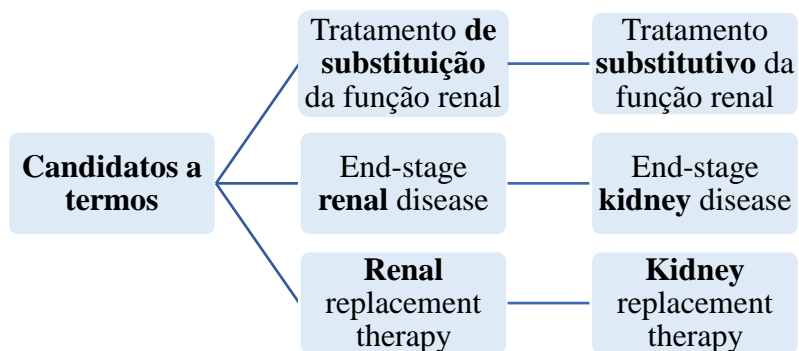 Candidatos a
termos
Tratamento de
substituição
da função renal
Tratamento
substitutivo da
função renal
End-stage
renal disease
End-stage
kidney disease
Renal
replacement
therapy
Kidney
replacement
therapy